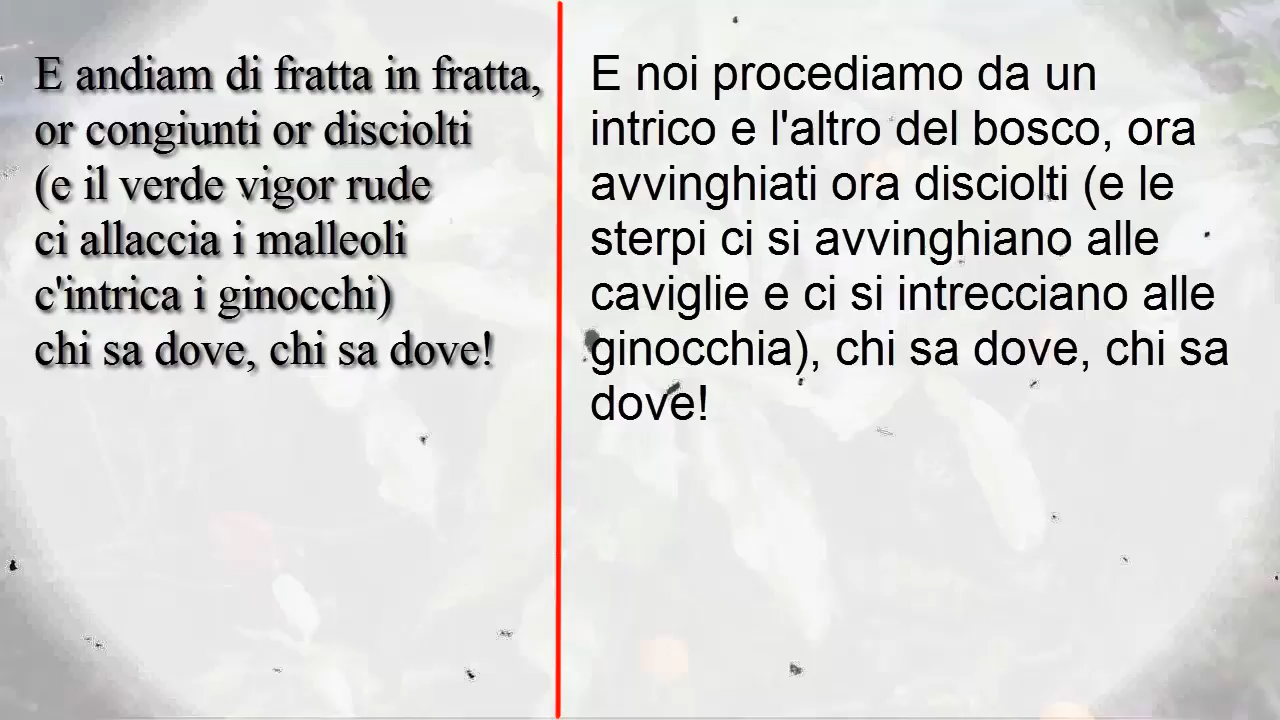 E andiam di fratta in fratta,
or congiunti or disciolti
(e il verde vigor rude
ci allaccia i malleoli
c'intrica i ginocchi)
chi sa dove, chi sa dove!
E noi procediamo da un
intrico e l'altro del bosco, ora
avvinghiati ora disciolti (e le
sterpi ci si avvinghiano alle
caviglie e ci si intrecciano alle
ginocchia), chi sa dove, chi sa
dove!